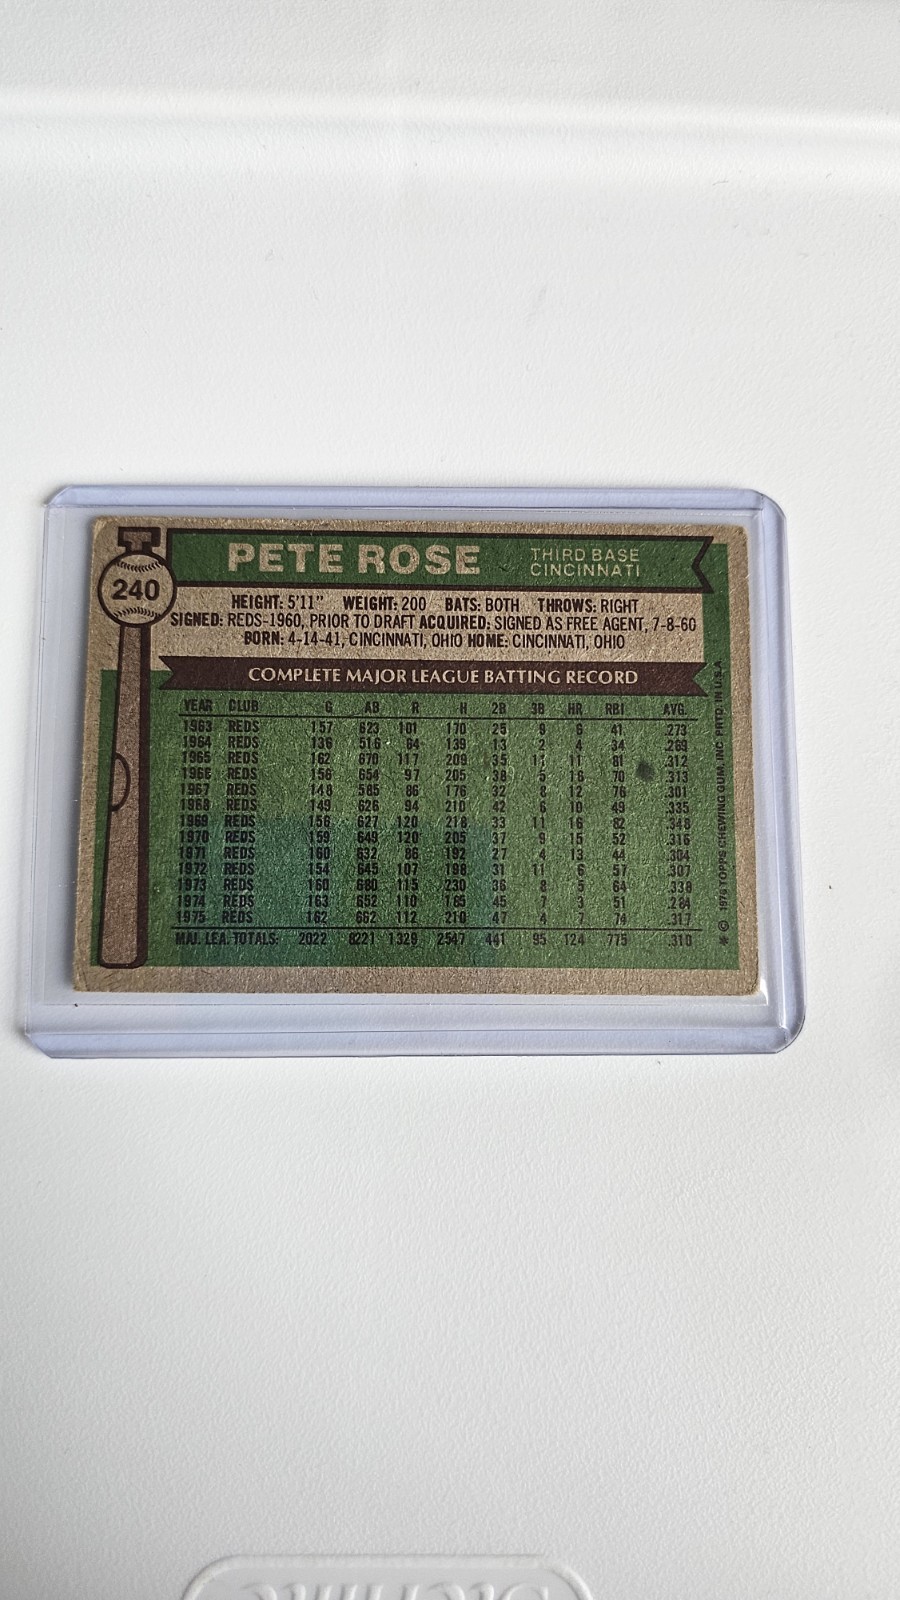 PETE ROSE
THIRD BASE
CINCINNATI
240
HEIGHT: 5'11" WEIGHT: 200 BATS: BOTH THROWS: RIGHT
SIGNED: REDS-1960, PRIOR TO DRAFT ACQUIRED: SIGNED AS FREE AGENT, 7-8-60
BORN: 4-14-41, CINCINNATI, OHIO HOME: CINCINNATI, OHIO
COMPLETE MAJOR LEAGUE BATTING RECORD
YEAR CLUB G AB R H 2B 3B HR RBI AVG.
1963 REDS 157 623 101 170 25 9 6 41 .273
1964 REDS 136 516 64 139 13 2 4 34 .269
1965 REDS 162 670 117 209 35 11 11 81 .312
1966 REDS 156 654 97 205 38 5 16 70 .313
1967 REDS 148 585 86 176 32 8 12 76 .301
1968 REDS 149 626 94 210 42 6 10 49 .335
1969 REDS 156 627 120 218 33 11 16 82 .348
1970 REDS 159 649 120 205 37 9 15 52 .316
1971 REDS 160 632 86 192 27 4 13 44 .304
1972 REDS 154 645 107 198 31 11 6 57 .307
1973 REDS 160 680 115 230 36 8 5 64 .338
1974 REDS 163 652 110 185 45 7 3 51 .284
1975 REDS 162 662 112 210 47 4 7 74 .317
MAJ. LEA. TOTALS: 2022 8221 1329 2547 441 95 124 775 .310
* © 1976 TOPPS CHEWING GUM, INC. PRTD. IN U.S.A.